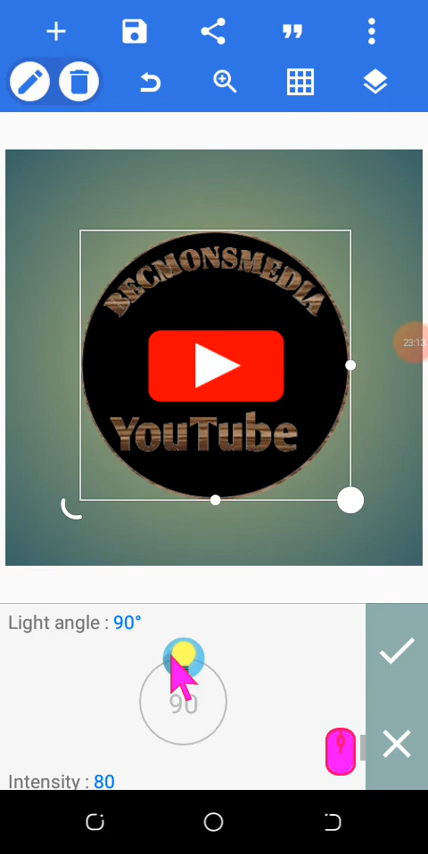 23:13
BECMONSMEDIA
YouTube
Light angle : 90°
90
Intensity : 80